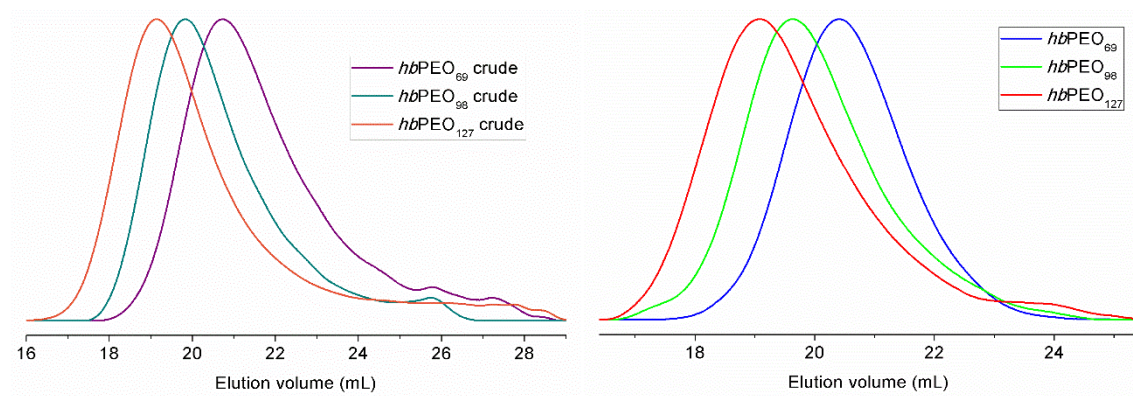 hbPEO69 crude
hbPEO98 crude
hbPEO127 crude
16 18 20 22 24 26 28
Elution volume (mL)
hbPEO69
hbPEO98
hbPEO127
18 20 22 24
Elution volume (mL)